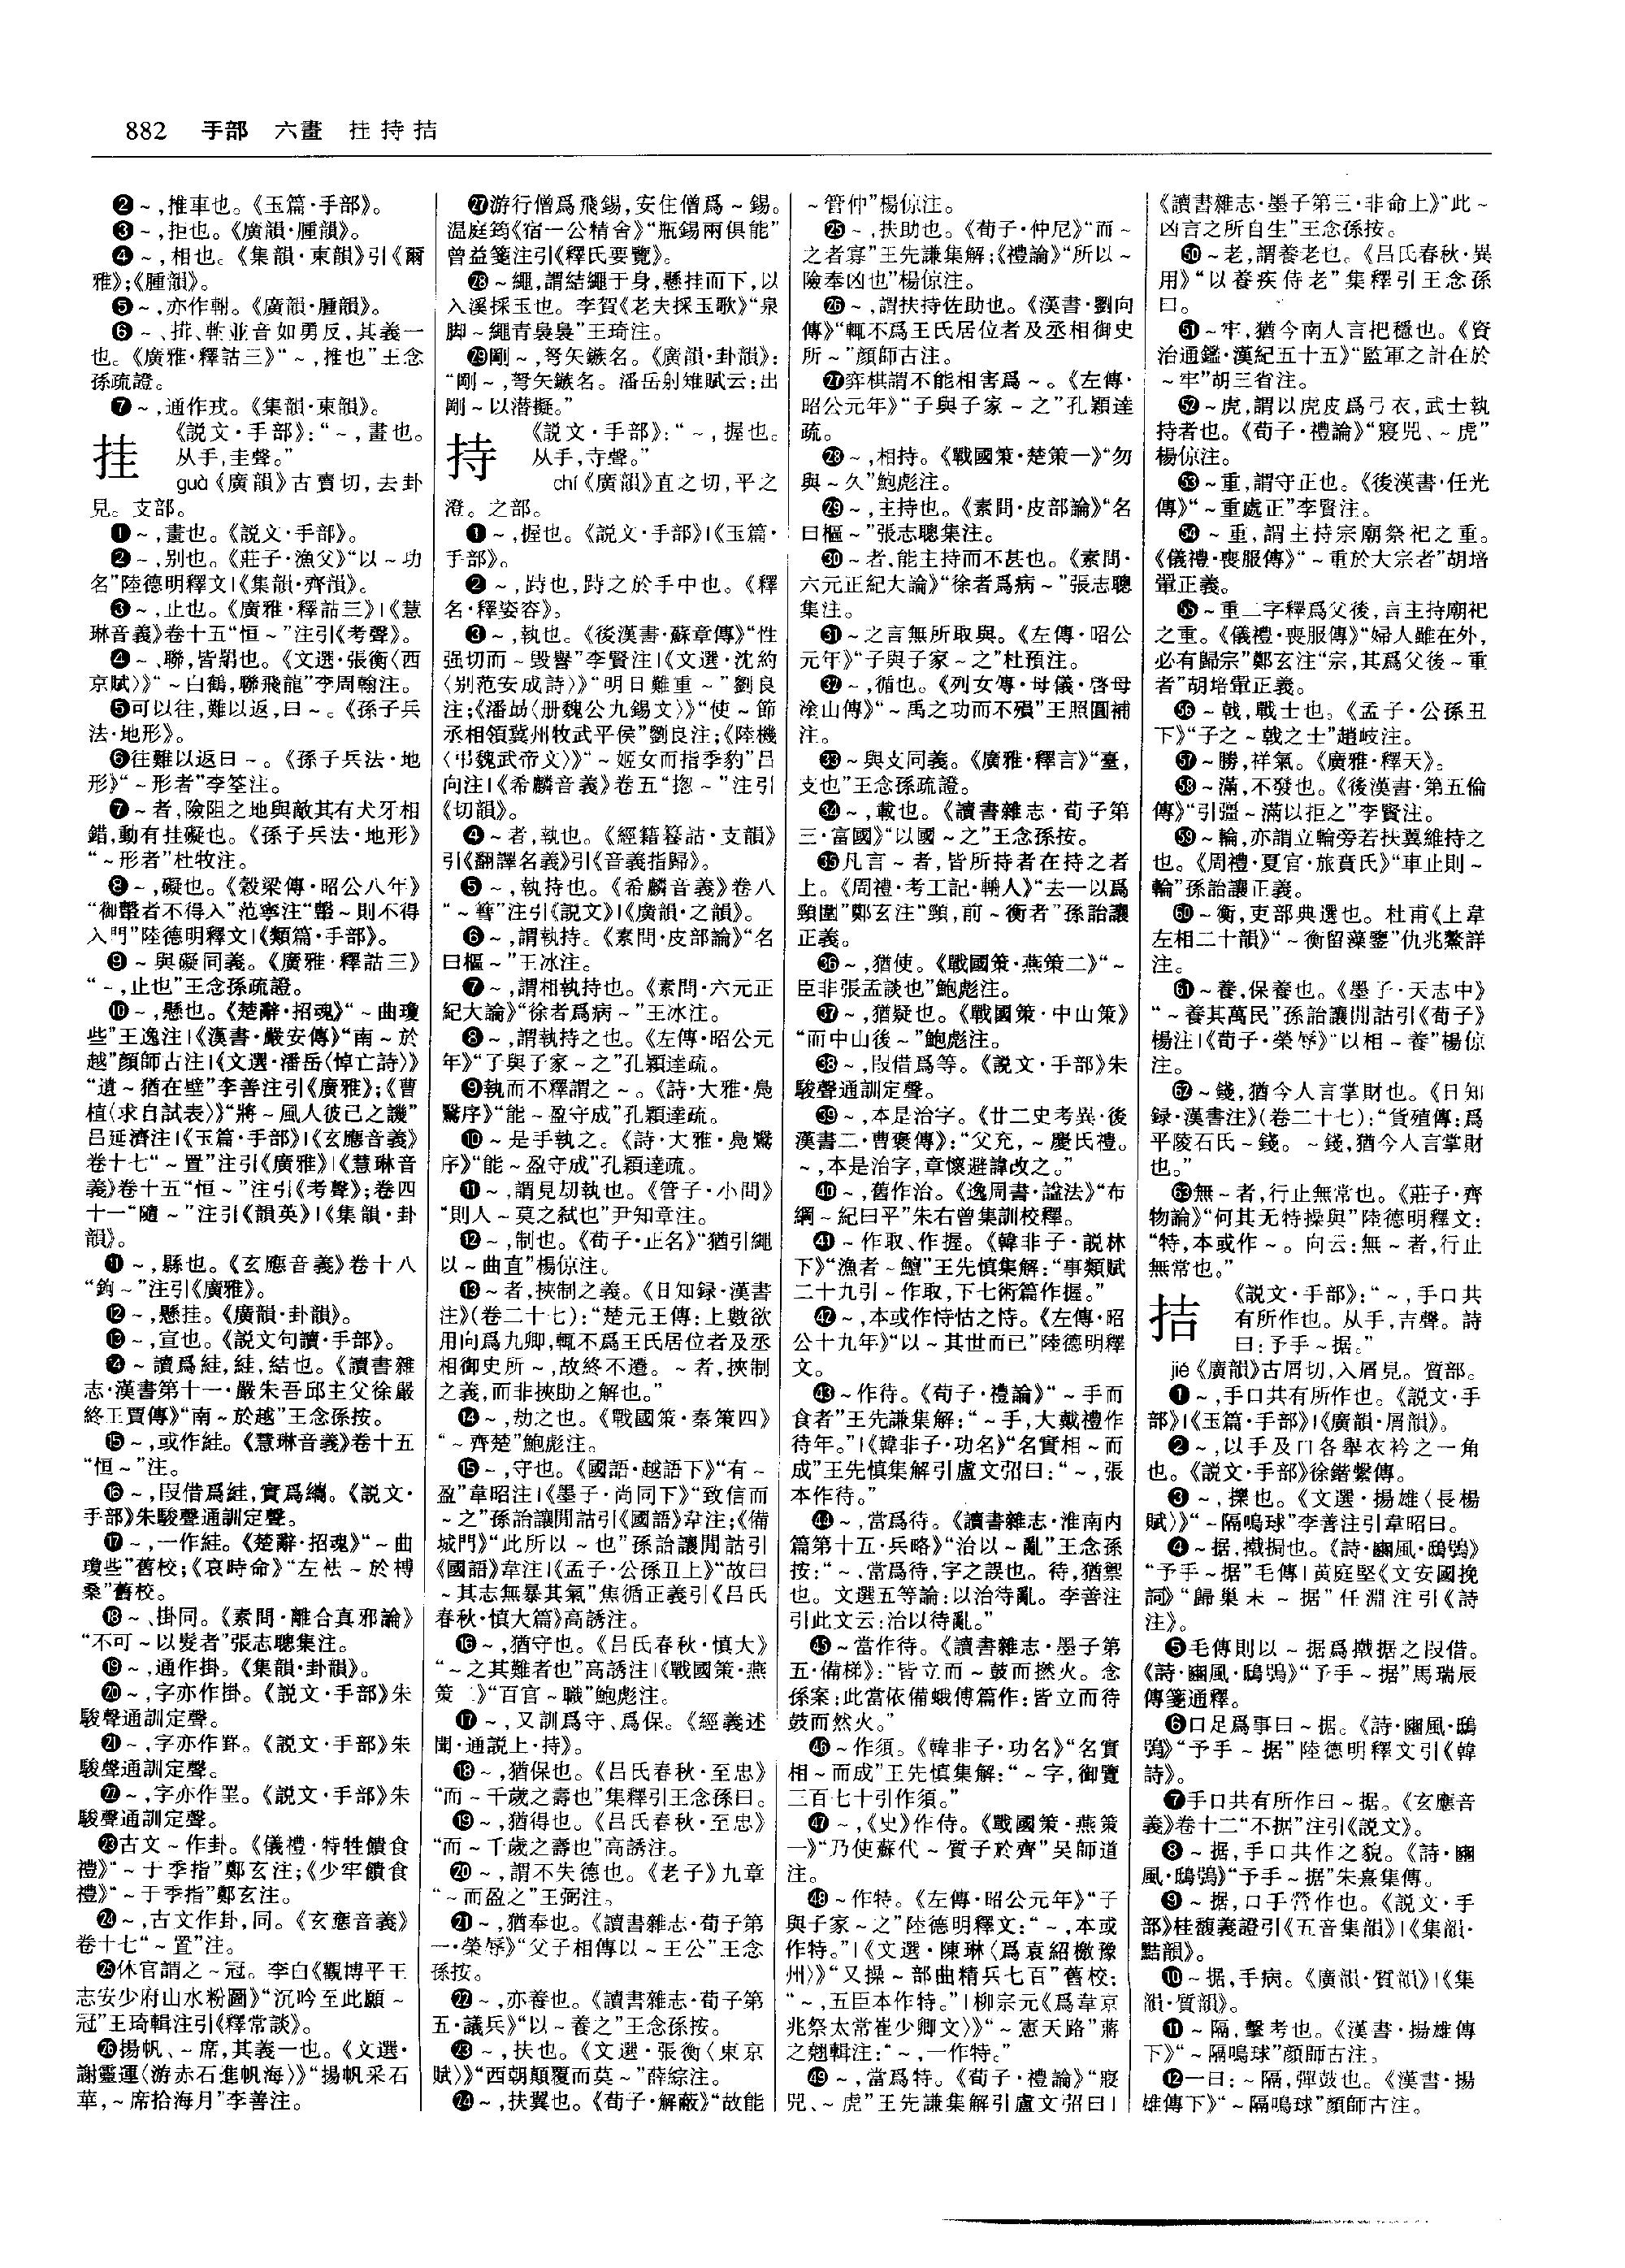 882 手部 六畫 挂持拮
❷～,推車也。《玉篇·手部》。
❸～,拒也。《廣韻·腫韻》。
❹～,相也。《集韻·東韻》引《爾
雅》;《腫韻》。
❺～,亦作軵。《廣韻·腫韻》。
❻～、搑、軵並音如勇反,其義一
也。《廣雅·釋詁三》“～,推也”王念
孫疏證。
❼～,通作戎。《集韻·東韻》。
挂 《説文·手部》:“～,畫也。
从手,圭聲。”
guà《廣韻》古賣切,去卦
見。支部。
❶～,畫也。《説文·手部》。
❷～,别也。《莊子·漁父》“以～功
名”陸德明釋文|《集韻·齊韻》。
❸～,止也。《廣雅·釋詁三》|《慧
琳音義》卷十五“恒～”注引《考聲》。
❹～、聯,皆羂也。《文選·張衡〈西
京賦〉》“～白鶴,聯飛龍”李周翰注。
❺可以往,難以返,曰～。《孫子兵
法·地形》。
❻往難以返曰～。《孫子兵法·地
形》“～形者”李筌注。
❼～者,險阻之地與敵其有犬牙相
錯,動有挂礙也。《孫子兵法·地形》
“～形者”杜牧注。
❽～,礙也。《穀梁傳·昭公八年》
“御轚者不得入”范寧注“轚～則不得
入門”陸德明釋文|《類篇·手部》。
❾～與礙同義。《廣雅·釋詁三》
“～,止也”王念孫疏證。
❿～,懸也。《楚辭·招魂》“～曲瓊
些”王逸注|《漢書·嚴安傳》“南～於
越”顔師古注|《文選·潘岳〈悼亡詩〉》
“遺～猶在壁”李善注引《廣雅》;《曹
植〈求自試表〉》“將～風人彼己之譏”
吕延濟注|《玉篇·手部》|《玄應音義》
卷十七“～置”注引《廣雅》|《慧琳音
義》卷十五“恒～”注引《考聲》;卷四
十一“隨～”注引《韻英》|《集韻·卦
韻》。
⓫～,縣也。《玄應音義》卷十八
“鉤～”注引《廣雅》。
⓬～,懸挂。《廣韻·卦韻》。
⓭～,宣也。《説文句讀·手部》。
⓮～讀爲絓,絓,結也。《讀書雜
志·漢書第十一·嚴朱吾邱主父徐嚴
終王賈傳》“南～於越”王念孫按。
⓯～,或作絓。《慧琳音義》卷十五
“恒～”注。
⓰～,叚借爲絓,實爲繣。《説文·
手部》朱駿聲通訓定聲。
⓱～,一作絓。《楚辭·招魂》“～曲
瓊些”舊校;《哀時命》“左袪～於榑
桑”舊校。
⓲～、掛同。《素問·離合真邪論》
“不可～以髮者”張志聰集注。
⓳～,通作掛。《集韻·卦韻》。
⓴～,字亦作掛。《説文·手部》朱
駿聲通訓定聲。
㉑～,字亦作罫。《説文·手部》朱
駿聲通訓定聲。
㉒～,字亦作罣。《説文·手部》朱
駿聲通訓定聲。
㉓古文～作卦。《儀禮·特牲饋食
禮》“～于季指”鄭玄注;《少牢饋食
禮》“～于季指”鄭玄注。
㉔～,古文作卦,同。《玄應音義》
卷十七“～置”注。
㉕休官謂之～冠。李白《觀博平王
志安少府山水粉圖》“沉吟至此願～
冠”王琦輯注引《釋常談》。
㉖揚帆、～席,其義一也。《文選·
謝靈運〈游赤石進帆海〉》“揚帆采石
華,～席拾海月”李善注。
㉗游行僧爲飛錫,安住僧爲～錫。
温庭筠《宿一公精舍》“瓶錫兩俱能”
曾益箋注引《釋氏要覽》。
㉘～繩,謂結繩于身,懸挂而下,以
入溪採玉也。李賀《老夫採玉歌》“泉
脚～繩青裊裊”王琦注。
㉙剛～,弩矢鏃名。《廣韻·卦韻》:
“剛～,弩矢鏃名。潘岳射雉賦云:出
剛～以潜擬。”
持 《説文·手部》:“～,握也。
从手,寺聲。”
chí《廣韻》直之切,平之
澄。之部。
❶～,握也。《説文·手部》|《玉篇·
手部》。
❷～,跱也,跱之於手中也。《釋
名·釋姿容》。
❸～,執也。《後漢書·蘇章傳》“性
强切而～毁譽”李賢注|《文選·沈約
〈别范安成詩〉》“明日難重～”劉良
注;《潘勗〈册魏公九錫文〉》“使～節
丞相領冀州牧武平侯”劉良注;《陸機
〈弔魏武帝文〉》“～姬女而指季豹”吕
向注|《希麟音義》卷五“揔～”注引
《切韻》。
❹～者,執也。《經籍籑詁·支韻》
引《翻譯名義》引《音義指歸》。
❺～,執持也。《希麟音義》卷八
“～篲”注引《説文》|《廣韻·之韻》。
❻～,謂執持。《素問·皮部論》“名
曰樞～”王冰注。
❼～,謂相執持也。《素問·六元正
紀大論》“徐者爲病～”王冰注。
❽～,謂執持之也。《左傳·昭公元
年》“子與子家～之”孔穎達疏。
❾執而不釋謂之～。《詩·大雅·鳧
鷖序》“能～盈守成”孔穎達疏。
❿～是手執之。《詩·大雅·鳧鷖
序》“能～盈守成”孔穎達疏。
⓫～,謂見劫執也。《管子·小問》
“則人～莫之弑也”尹知章注。
⓬～,制也。《荀子·正名》“猶引繩
以～曲直”楊倞注。
⓭～者,挾制之義。《日知録·漢書
注》(卷二十七):“楚元王傳:上數欲
用向爲九卿,輒不爲王氏居位者及丞
相御史所～,故終不遷。～者,挾制
之義,而非挾助之解也。”
⓮～,劫之也。《戰國策·秦策四》
“～齊楚”鮑彪注。
⓯～,守也。《國語·越語下》“有～
盈”韋昭注|《墨子·尚同下》“致信而
～之”孫詒讓閒詁引《國語》韋注;《備
城門》“此所以～也”孫詒讓閒詁引
《國語》韋注|《孟子·公孫丑上》“故曰
～其志無暴其氣”焦循正義引《吕氏
春秋·慎大篇》高誘注。
⓰～,猶守也。《吕氏春秋·慎大》
“～之其難者也”高誘注|《戰國策·燕
策二》“百官～職”鮑彪注。
⓱～,又訓爲守、爲保。《經義述
聞·通説上·持》。
⓲～,猶保也。《吕氏春秋·至忠》
“而～千歲之壽也”集釋引王念孫曰。
⓳～,猶得也。《吕氏春秋·至忠》
“而～千歲之壽也”高誘注。
⓴～,謂不失德也。《老子》九章
“～而盈之”王弼注。
㉑～,猶奉也。《讀書雜志·荀子第
一·榮辱》“父子相傳以～王公”王念
孫按。
㉒～,亦養也。《讀書雜志·荀子第
五·議兵》“以～養之”王念孫按。
㉓～,扶也。《文選·張衡〈東京
賦〉》“西朝顛覆而莫～”薛綜注。
㉔～,扶翼也。《荀子·解蔽》“故能
～管仲”楊倞注。
㉕～,扶助也。《荀子·仲尼》“而～
之者寡”王先謙集解;《禮論》“所以～
險奉凶也”楊倞注。
㉖～,謂扶持佐助也。《漢書·劉向
傳》“輒不爲王氏居位者及丞相御史
所～”顔師古注。
㉗弈棋謂不能相害爲～。《左傳·
昭公元年》“子與子家～之”孔穎達
疏。
㉘～,相持。《戰國策·楚策一》“勿
與～久”鮑彪注。
㉙～,主持也。《素問·皮部論》“名
曰樞～”張志聰集注。
㉚～者,能主持而不甚也。《素問·
六元正紀大論》“徐者爲病～”張志聰
集注。
㉛～之言無所取與。《左傳·昭公
元年》“子與子家～之”杜預注。
㉜～,循也。《列女傳·母儀·啓母
塗山傳》“～禹之功而不殞”王照圓補
注。
㉝～與支同義。《廣雅·釋言》“臺,
支也”王念孫疏證。
㉞～,載也。《讀書雜志·荀子第
三·富國》“以國～之”王念孫按。
㉟凡言～者,皆所持者在持之者
上。《周禮·考工記·輈人》“去一以爲
頸圍”鄭玄注“頸,前～衡者”孫詒讓
正義。
㊱～,猶使。《戰國策·燕策二》“～
臣非張孟談也”鮑彪注。
㊲～,猶疑也。《戰國策·中山策》
“而中山後～”鮑彪注。
㊳～,叚借爲等。《説文·手部》朱
駿聲通訓定聲。
㊴～,本是治字。《廿二史考異·後
漢書二·曹褒傳》:“父充,～慶氏禮。
～,本是治字,章懷避諱改之。”
㊵～,舊作治。《逸周書·謚法》“布
綱～紀曰平”朱右曾集訓校釋。
㊶～作取、作握。《韓非子·説林
下》“漁者～鱣”王先慎集解:“事類賦
二十九引～作取,下七術篇作握。”
㊷～,本或作恃怙之恃。《左傳·昭
公十九年》“以～其世而已”陸德明釋
文。
㊸～作待。《荀子·禮論》“～手而
食者”王先謙集解:“～手,大戴禮作
待年。”|《韓非子·功名》“名實相～而
成”王先慎集解引盧文弨曰:“～,張
本作待。”
㊹～,當爲待。《讀書雜志·淮南内
篇第十五·兵略》“治以～亂”王念孫
按:“～,當爲待,字之誤也。待,猶禦
也。文選五等論:以治待亂。李善注
引此文云:治以待亂。”
㊺～當作待。《讀書雜志·墨子第
五·備梯》:“皆立而～鼓而撚火。念
孫案:此當依備蛾傅篇作:皆立而待
鼓而然火。”
㊻～作須。《韓非子·功名》“名實
相～而成”王先慎集解:“～字,御覽
三百七十引作須。”
㊼～,《史》作侍。《戰國策·燕策
一》“乃使蘇代～質子於齊”吴師道
注。
㊽～作特。《左傳·昭公元年》“子
與子家～之”陸德明釋文:“～,本或
作特。”|《文選·陳琳〈爲袁紹檄豫
州〉》“又操～部曲精兵七百”舊校:
“～,五臣本作特。”|柳宗元《爲韋京
兆祭太常崔少卿文〉》“～憲天路”蔣
之翹輯注:“～,一作特。”
㊾～,當爲特。《荀子·禮論》“寢
兕、～虎”王先謙集解引盧文弨曰|
《讀書雜志·墨子第三·非命上》“此～
凶言之所自生”王念孫按。
㊿～老,謂養老也。《吕氏春秋·異
用》“以養疾侍老”集釋引王念孫
曰。
51～牢,猶今南人言把穩也。《資
治通鑑·漢紀五十五》“監軍之計在於
～牢”胡三省注。
52～虎,謂以虎皮爲弓衣,武士執
持者也。《荀子·禮論》“寢兕、～虎”
楊倞注。
53～重,謂守正也。《後漢書·任光
傳》“～重處正”李賢注。
54～重,謂主持宗廟祭祀之重。
《儀禮·喪服傳》“～重於大宗者”胡培
翬正義。
55～重二字釋爲父後,言主持廟祀
之重。《儀禮·喪服傳》“婦人雖在外,
必有歸宗”鄭玄注“宗,其爲父後～重
者”胡培翬正義。
56～戟,戰士也。《孟子·公孫丑
下》“子之～戟之士”趙岐注。
57～勝,祥氣。《廣雅·釋天》。
58～滿,不發也。《後漢書·第五倫
傳》“引彊～滿以拒之”李賢注。
59～輪,亦謂立輪旁若扶翼維持之
也。《周禮·夏官·旅賁氏》“車止則～
輪”孫詒讓正義。
60～衡,吏部典選也。杜甫《上韋
左相二十韻》“～衡留藻鑒”仇兆鰲詳
注。
61～養,保養也。《墨子·天志中》
“～養其萬民”孫詒讓閒詁引《荀子》
楊注|《荀子·榮辱》“以相～養”楊倞
注。
62～錢,猶今人言掌財也。《日知
録·漢書注》(卷二十七):“貨殖傳:爲
平陵石氏～錢。～錢,猶今人言掌財
也。”
63無～者,行止無常也。《莊子·齊
物論》“何其无特操與”陸德明釋文:
“特,本或作～。向云:無～者,行止
無常也。”
拮 《説文·手部》:“～,手口共
有所作也。从手,吉聲。詩
曰:予手～据。”
jié《廣韻》古屑切,入屑見。質部。
❶～,手口共有所作也。《説文·手
部》|《玉篇·手部》|《廣韻·屑韻》。
❷～,以手及口各舉衣衿之一角
也。《説文·手部》徐鍇繫傳。
❸～,擽也。《文選·揚雄〈長楊
賦〉》“～隔鳴球”李善注引韋昭曰。
❹～据,撠挶也。《詩·豳風·鴟鴞》
“予手～据”毛傳|黄庭堅《文安國挽
詞》“歸巢未～据”任淵注引《詩
注》。
❺毛傳則以～据爲撠挶之叚借。
《詩·豳風·鴟鴞》“予手～据”馬瑞辰
傳箋通釋。
❻口足爲事曰～据。《詩·豳風·鴟
鴞》“予手～据”陸德明釋文引《韓
詩》。
❼手口共有所作曰～据。《玄應音
義》卷十二“不据”注引《説文》。
❽～据,手口共作之貌。《詩·豳
風·鴟鴞》“予手～据”朱熹集傳。
❾～据,口手營作也。《説文·手
部》桂馥義證引《五音集韻》|《集韻·
黠韻》。
❿～据,手病。《廣韻·質韻》|《集
韻·質韻》。
⓫～隔,擊考也。《漢書·揚雄傳
下》“～隔鳴球”顔師古注。
⓬一曰:～隔,彈鼓也。《漢書·揚
雄傳下》“～隔鳴球”顔師古注。